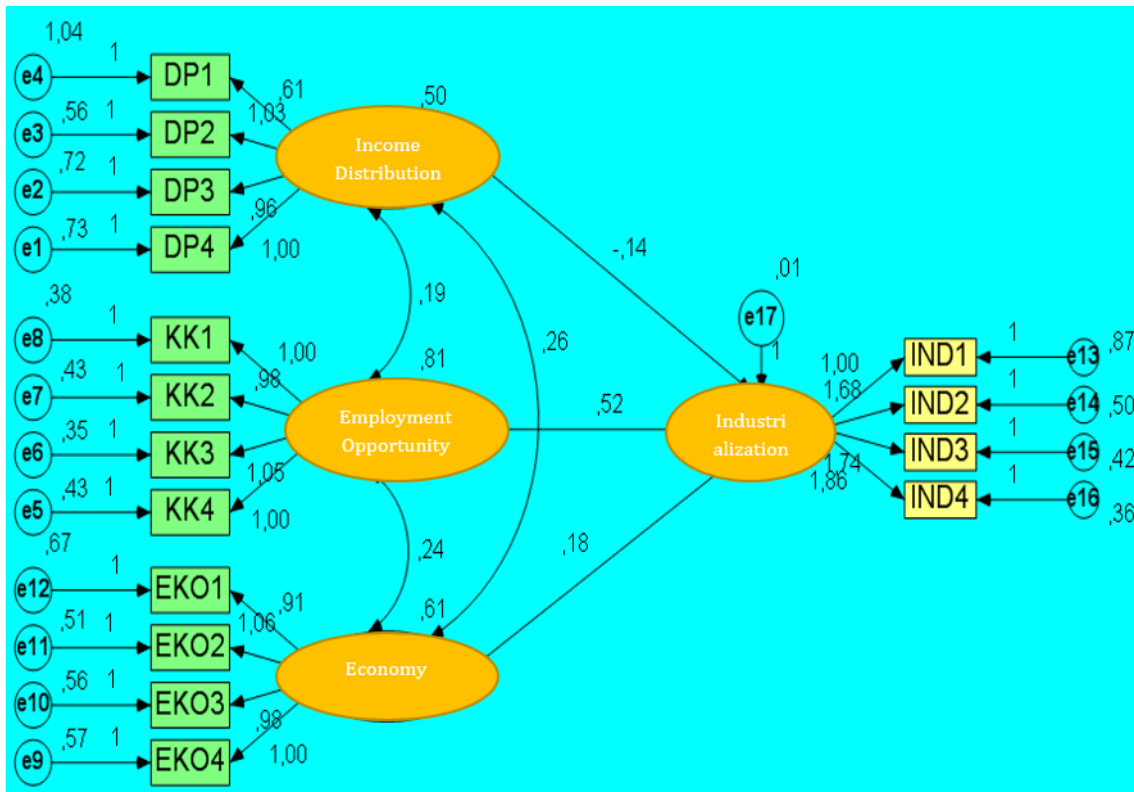 1,04
1
e4
DP1
,61
,50
,56
1
1,03
e3
DP2
Income
Distribution
,72
1
e2
DP3
,96
,73
1
e1
DP4
1,00
-,14
,01
,38
,19
e17
1
e8
KK1
1,00
,26
1
1,00
IND1
1
e13
,87
,43
1
,98
,81
1,68
e7
KK2
,52
IND2
1
e14
,50
Employment
Opportunity
Industri
alization
,35
1
e6
KK3
1,05
1,74
IND3
1
e15
,42
,43
1
1,86
e5
KK4
1,00
IND4
1
e16
,36
,67
1
,24
,18
e12
EKO1
,91
,61
,51
1
1,06
e11
EKO2
Economy
,56
1
e10
EKO3
,98
,57
1
e9
EKO4
1,00